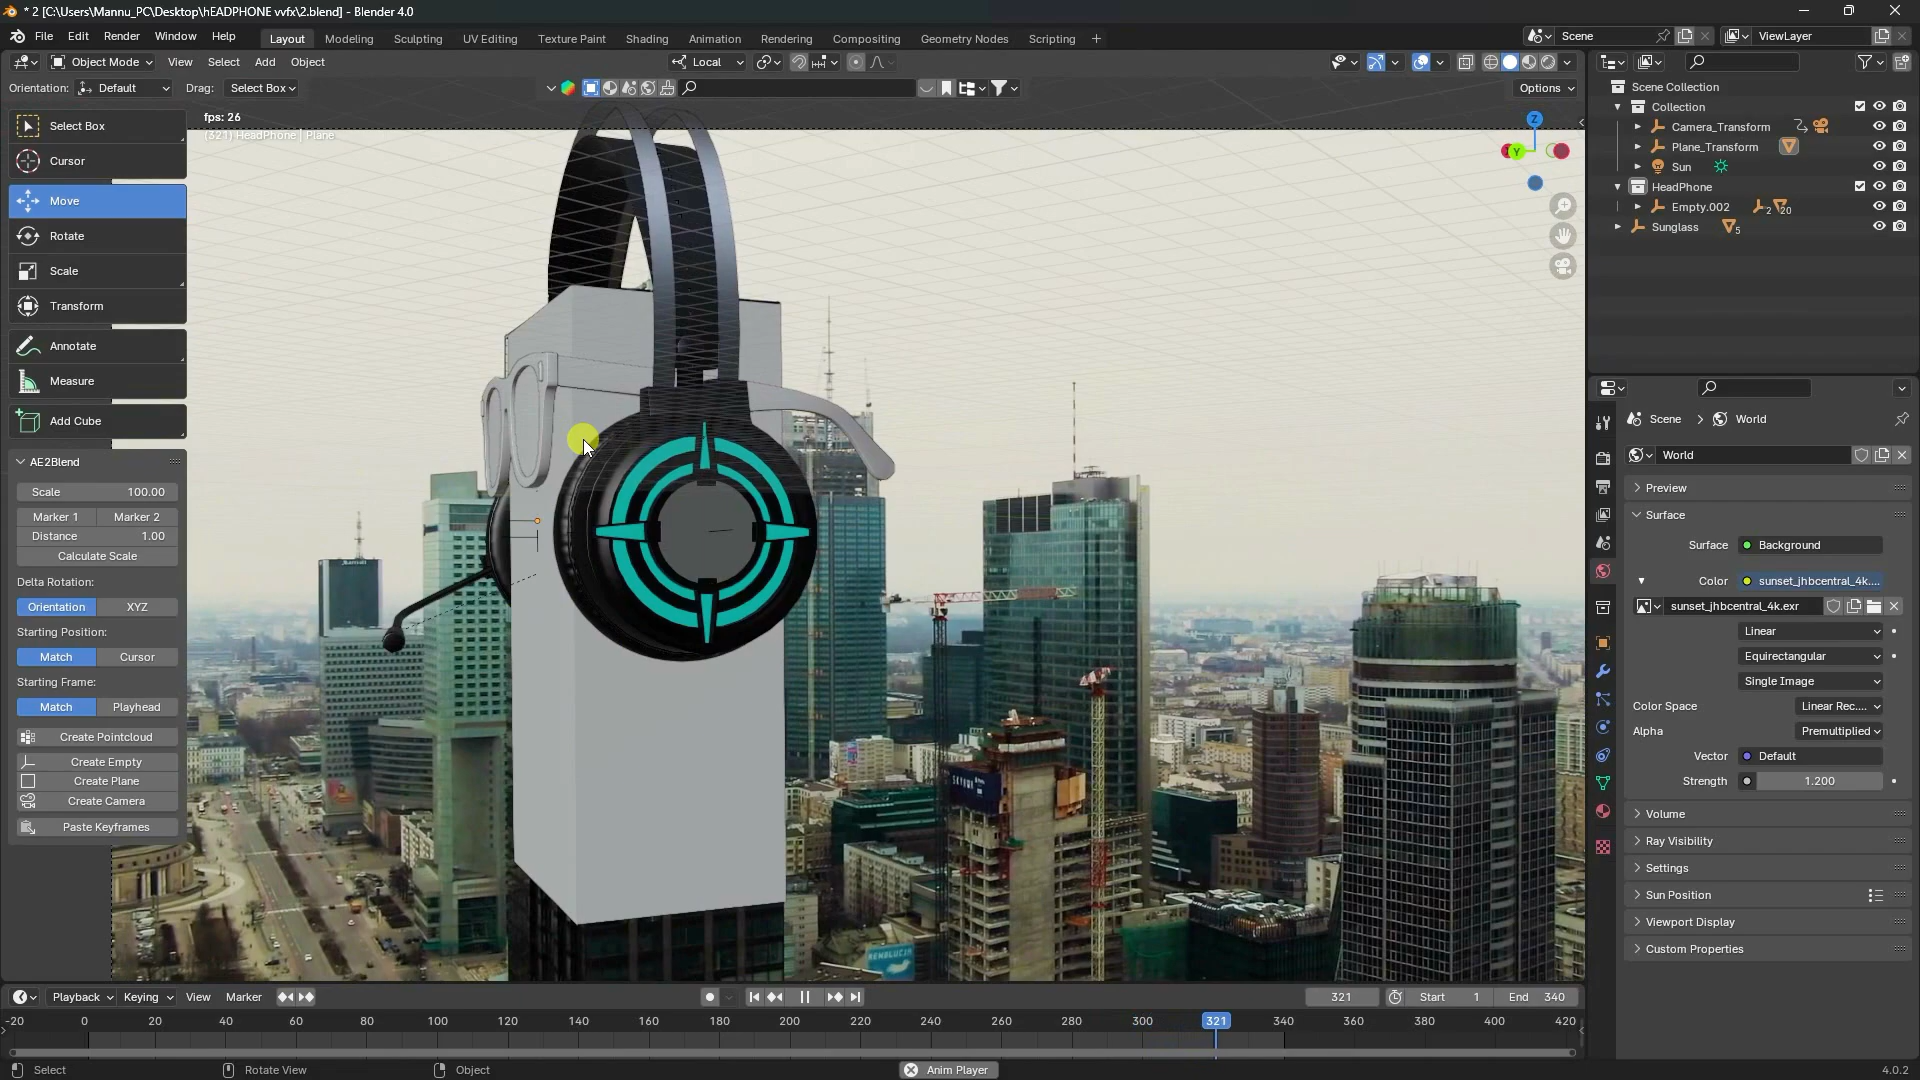 * 2 [C:\Users\Mannu_PC\Desktop\hEADPHONE vvfx\2.blend] - Blender 4.0
File Edit Render Window Help
Layout Modeling Sculpting UV Editing Texture Paint Shading Animation Rendering Compositing Geometry Nodes Scripting +
Scene
ViewLayer
Object Mode View Select Add Object
Local
Orientation: Default Drag: Select Box
Options
fps: 26
(321) HeadPhone | Plane
Select Box
Cursor
Move
Rotate
Scale
Transform
Annotate
Measure
Add Cube
AE2Blend
Scale 100.00
Marker 1 Marker 2
Distance 1.00
Calculate Scale
Delta Rotation:
Orientation XYZ
Starting Position:
Match Cursor
Starting Frame:
Match Playhead
Create Pointcloud
Create Empty
Create Plane
Create Camera
Paste Keyframes
Z
Y
Marriott
SKYAWA
REWOLUCJA
Scene Collection
Collection
Camera_Transform
Plane_Transform
Sun
HeadPhone
Empty.002 2 20
Sunglass 5
Scene > World
World
Preview
Surface
Surface Background
Color sunset_jhbcentral_4k....
sunset_jhbcentral_4k.exr
Linear
Equirectangular
Single Image
Color Space Linear Rec....
Alpha Premultiplied
Vector Default
Strength 1.200
Volume
Ray Visibility
Settings
Sun Position
Viewport Display
Custom Properties
Playback Keying View Marker
321 Start 1 End 340
-20 0 20 40 60 80 100 120 140 160 180 200 220 240 260 280 300 321 340 360 380 400 420
Select Rotate View Object
Anim Player
4.0.2